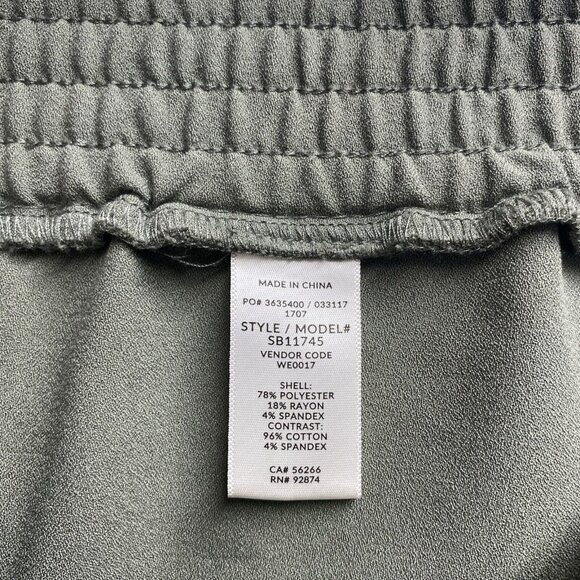 MADE IN CHINA
PO# 3635400 / 033117
1707
STYLE / MODEL#
SB11745
VENDOR CODE
WE0017
SHELL:
78% POLYESTER
18% RAYON
4% SPANDEX
CONTRAST:
96% COTTON
4% SPANDEX
CA# 56266
RN# 92874